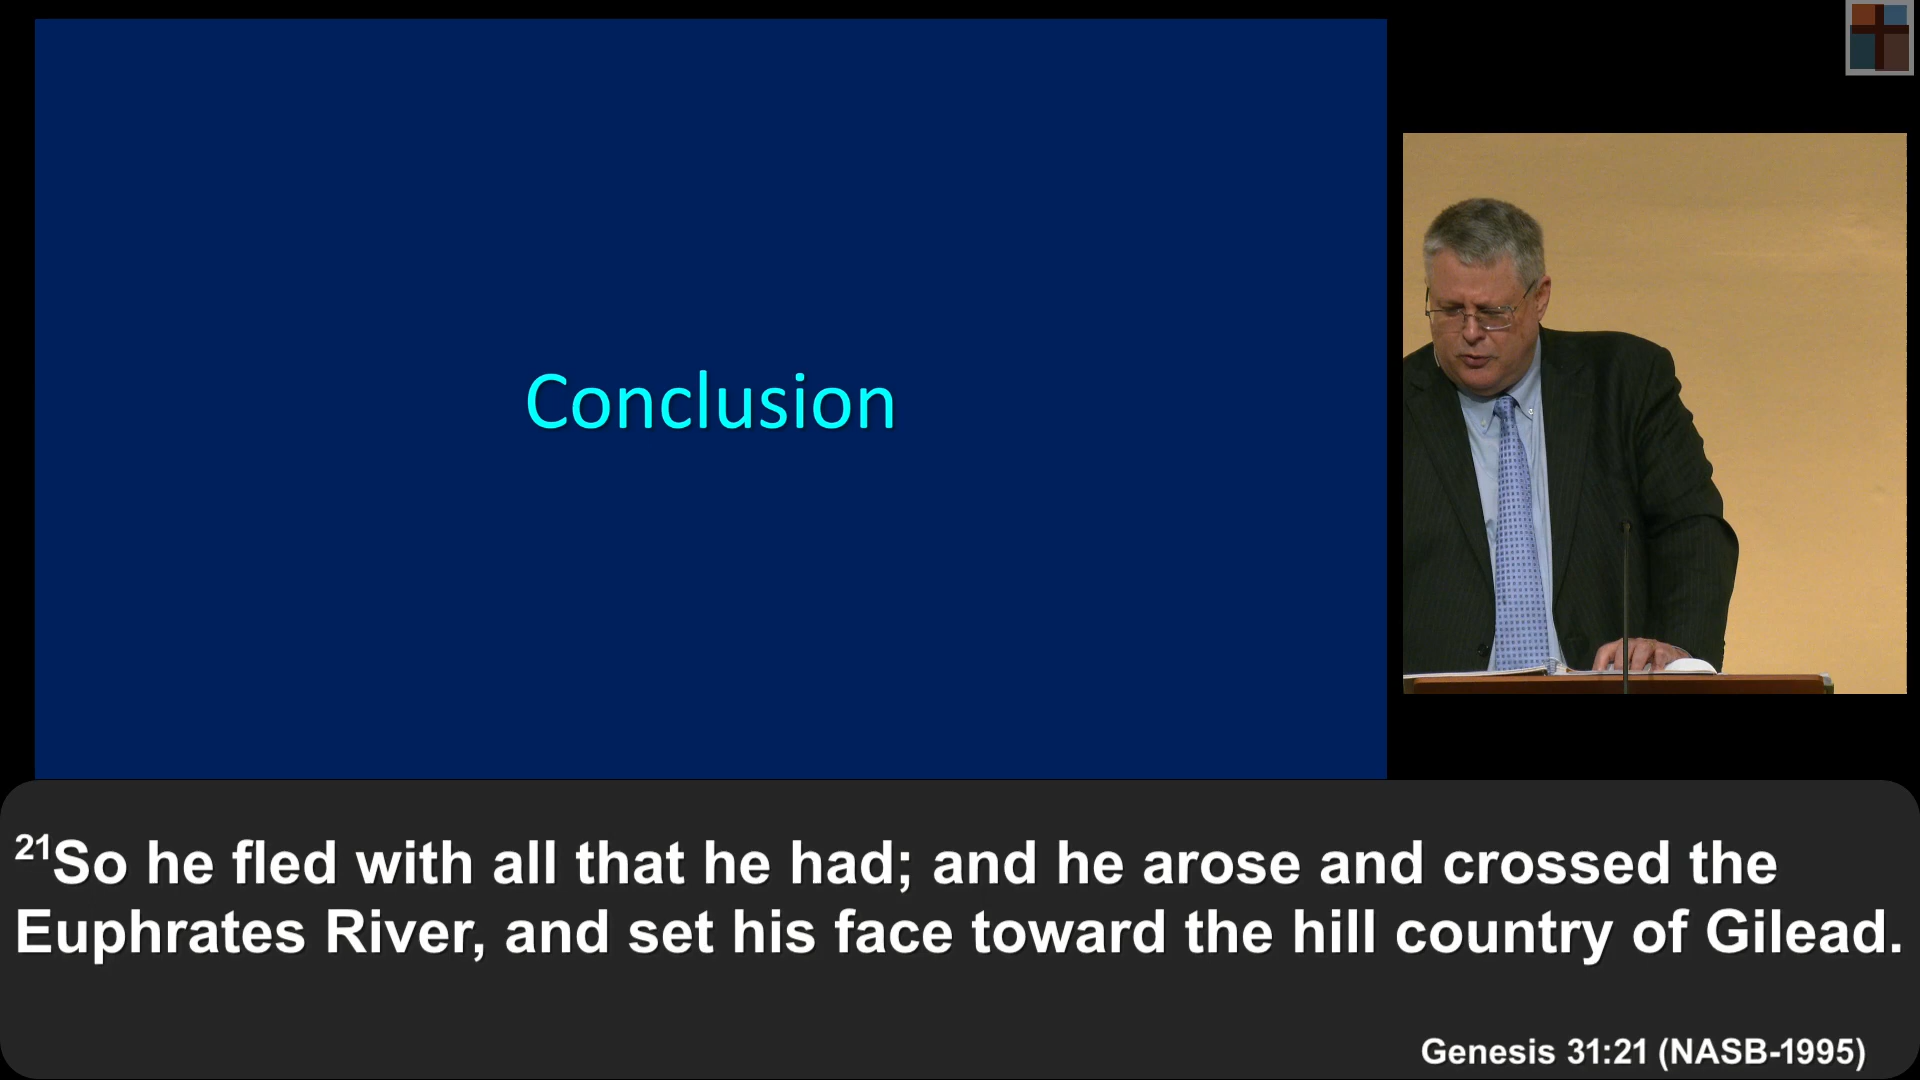 Conclusion
21So he fled with all that he had; and he arose and crossed the
Euphrates River, and set his face toward the hill country of Gilead.
Genesis 31:21 (NASB-1995)